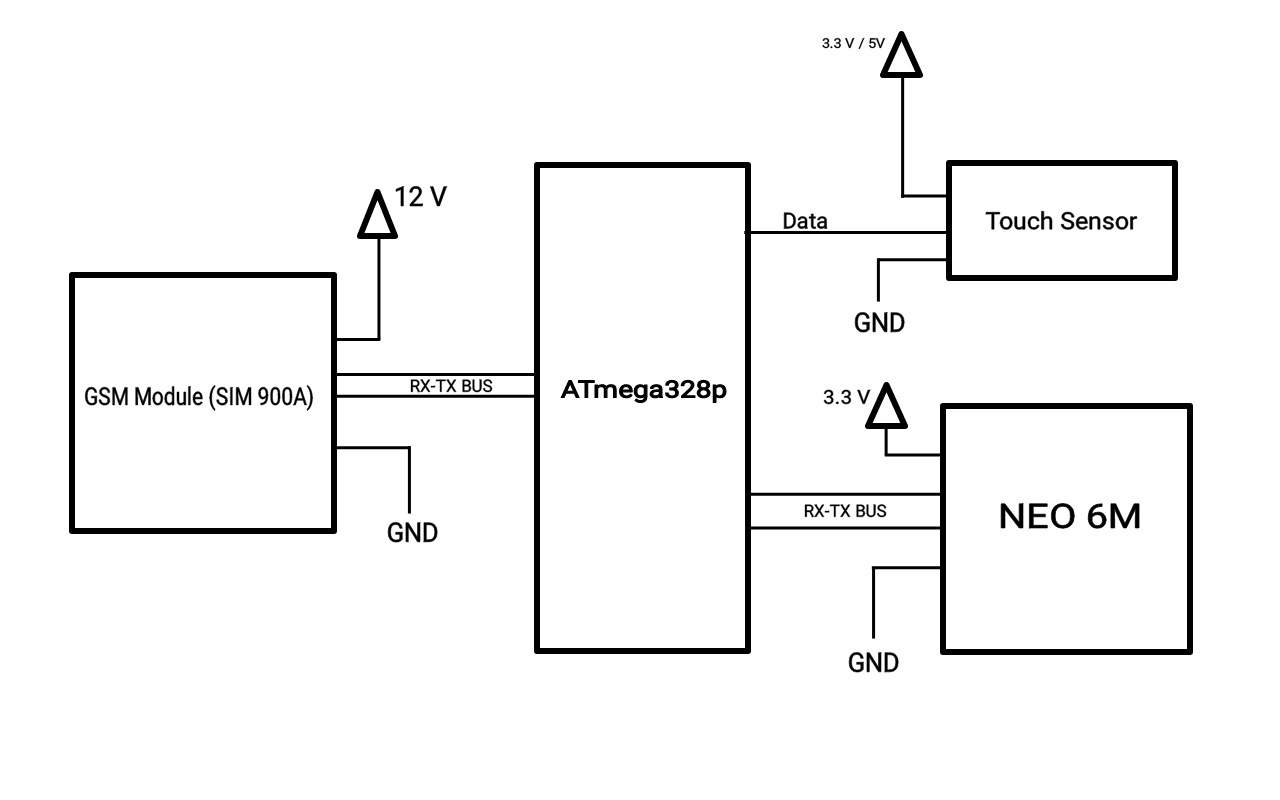 3.3 V / 5V
12 V
Data
Touch Sensor
GND
GSM Module (SIM 900A)
RX-TX BUS
ATmega328p
3.3 V
RX-TX BUS
NEO 6M
GND
GND